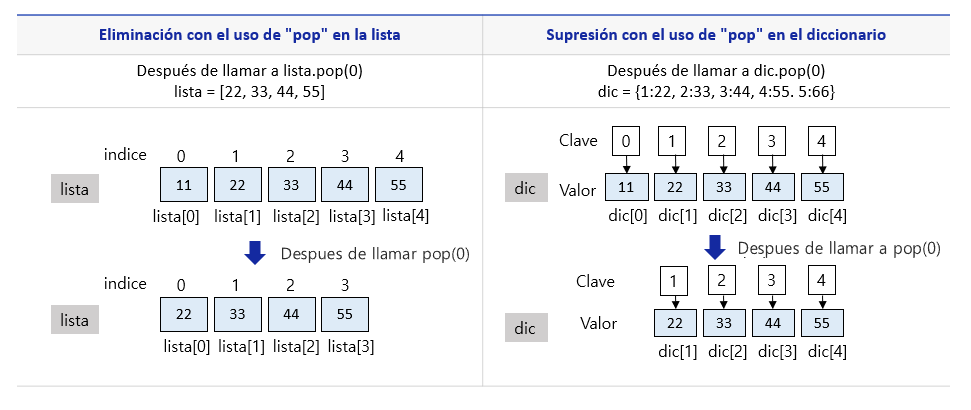 Eliminación con el uso de "pop" en la lista
Supresión con el uso de "pop" en el diccionario
Después de llamar a lista.pop(0)
lista = [22, 33, 44, 55]
Después de llamar a dic.pop(0)
dic = {1:22, 2:33, 3:44, 4:55. 5:66}
indice 0 1 2 3 4
lista 11 22 33 44 55
lista[0] lista[1] lista[2] lista[3] lista[4]
Despues de llamar pop(0)
indice 0 1 2 3
lista 22 33 44 55
lista[0] lista[1] lista[2] lista[3]
Clave 0 1 2 3 4
dic Valor 11 22 33 44 55
dic[0] dic[1] dic[2] dic[3] dic[4]
Despues de llamar a pop(0)
Clave 1 2 3 4
dic Valor 22 33 44 55
dic[1] dic[2] dic[3] dic[4]